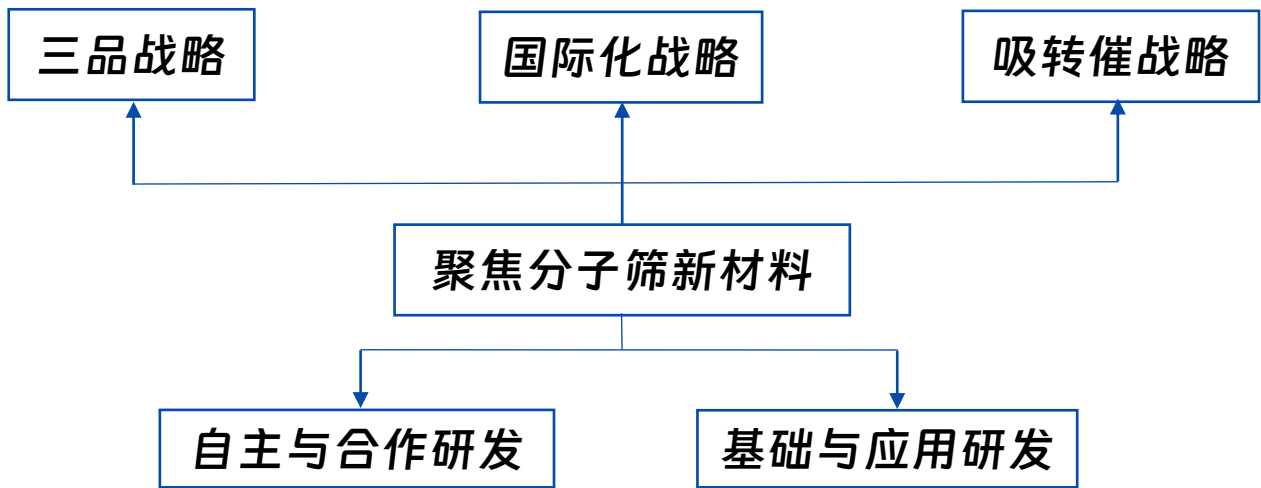 三品战略
国际化战略
吸转催战略
聚焦分子筛新材料
自主与合作研发
基础与应用研发